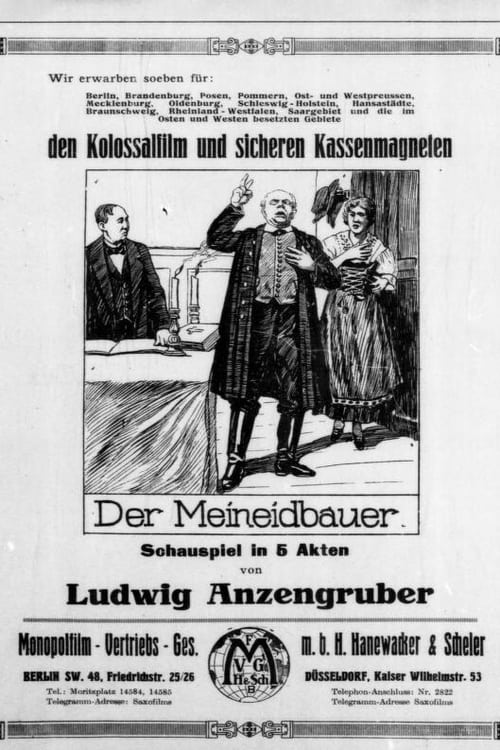 Wir erwarben soeben für:
Berlin, Brandenburg, Posen, Pommern, Ost- und Westpreussen,
Mecklenburg, Oldenburg, Schleswig-Holstein, Hansastädte,
Braunschweig, Rheinland-Westfalen, Saargebiet und die im
Osten und Westen besetzten Gebiete
den Kolossalfilm und sicheren Kassenmagneten
Der Meineidbauer.
Schauspiel in 5 Akten
von
Ludwig Anzengruber
Monopolfilm - Vertriebs - Ges.
BERLIN SW. 48, Friedrichstr. 25/26
Tel.: Moritzplatz 14584, 14585
Telegramm-Adresse: Saxofilms
M F V G H & Sch B
m. b. H. Hanewacker & Scheler
DÜSSELDORF, Kaiser Wilhelmstr. 53
Telephon-Anschluss: Nr. 2822
Telegramm-Adresse: Saxofilms